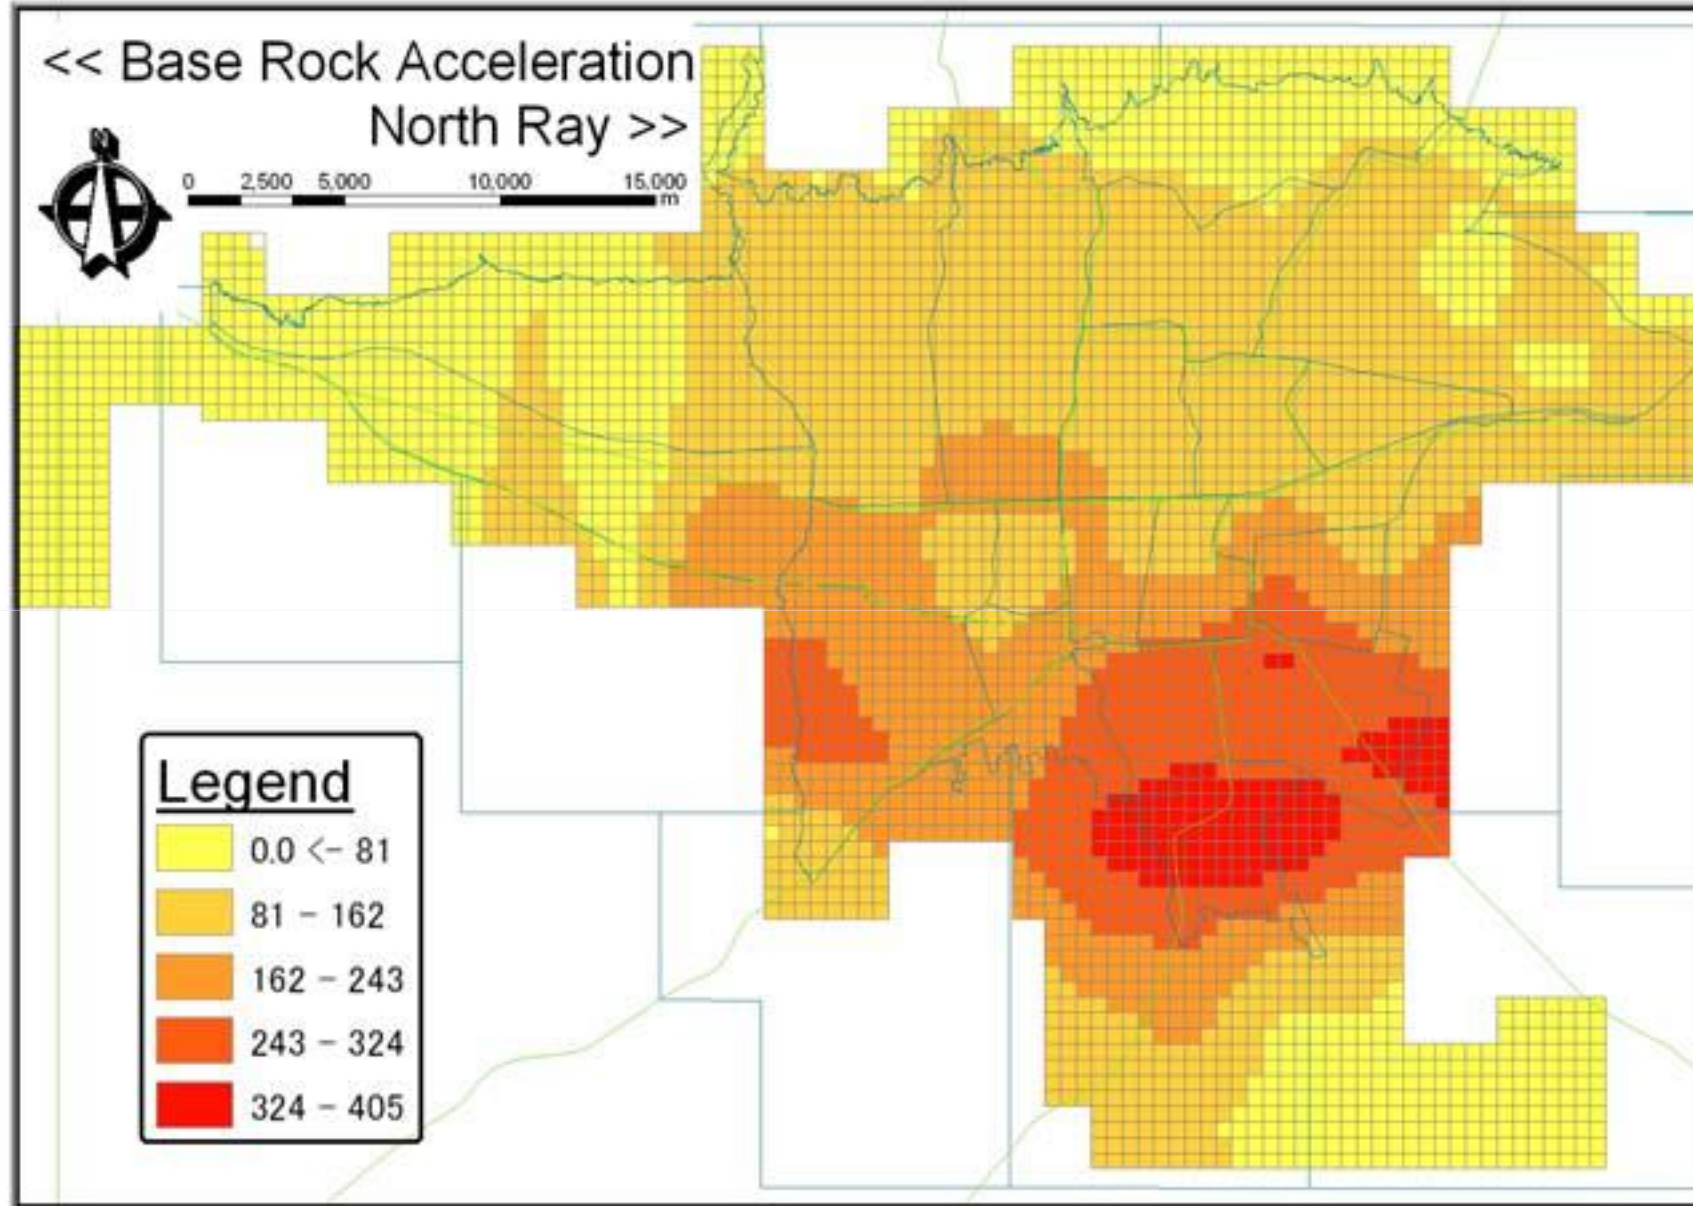 << Base Rock Acceleration
North Ray >>
N
0 2,500 5,000 10,000 15,000
m
Legend
0.0 <- 81
81 - 162
162 - 243
243 - 324
324 - 405